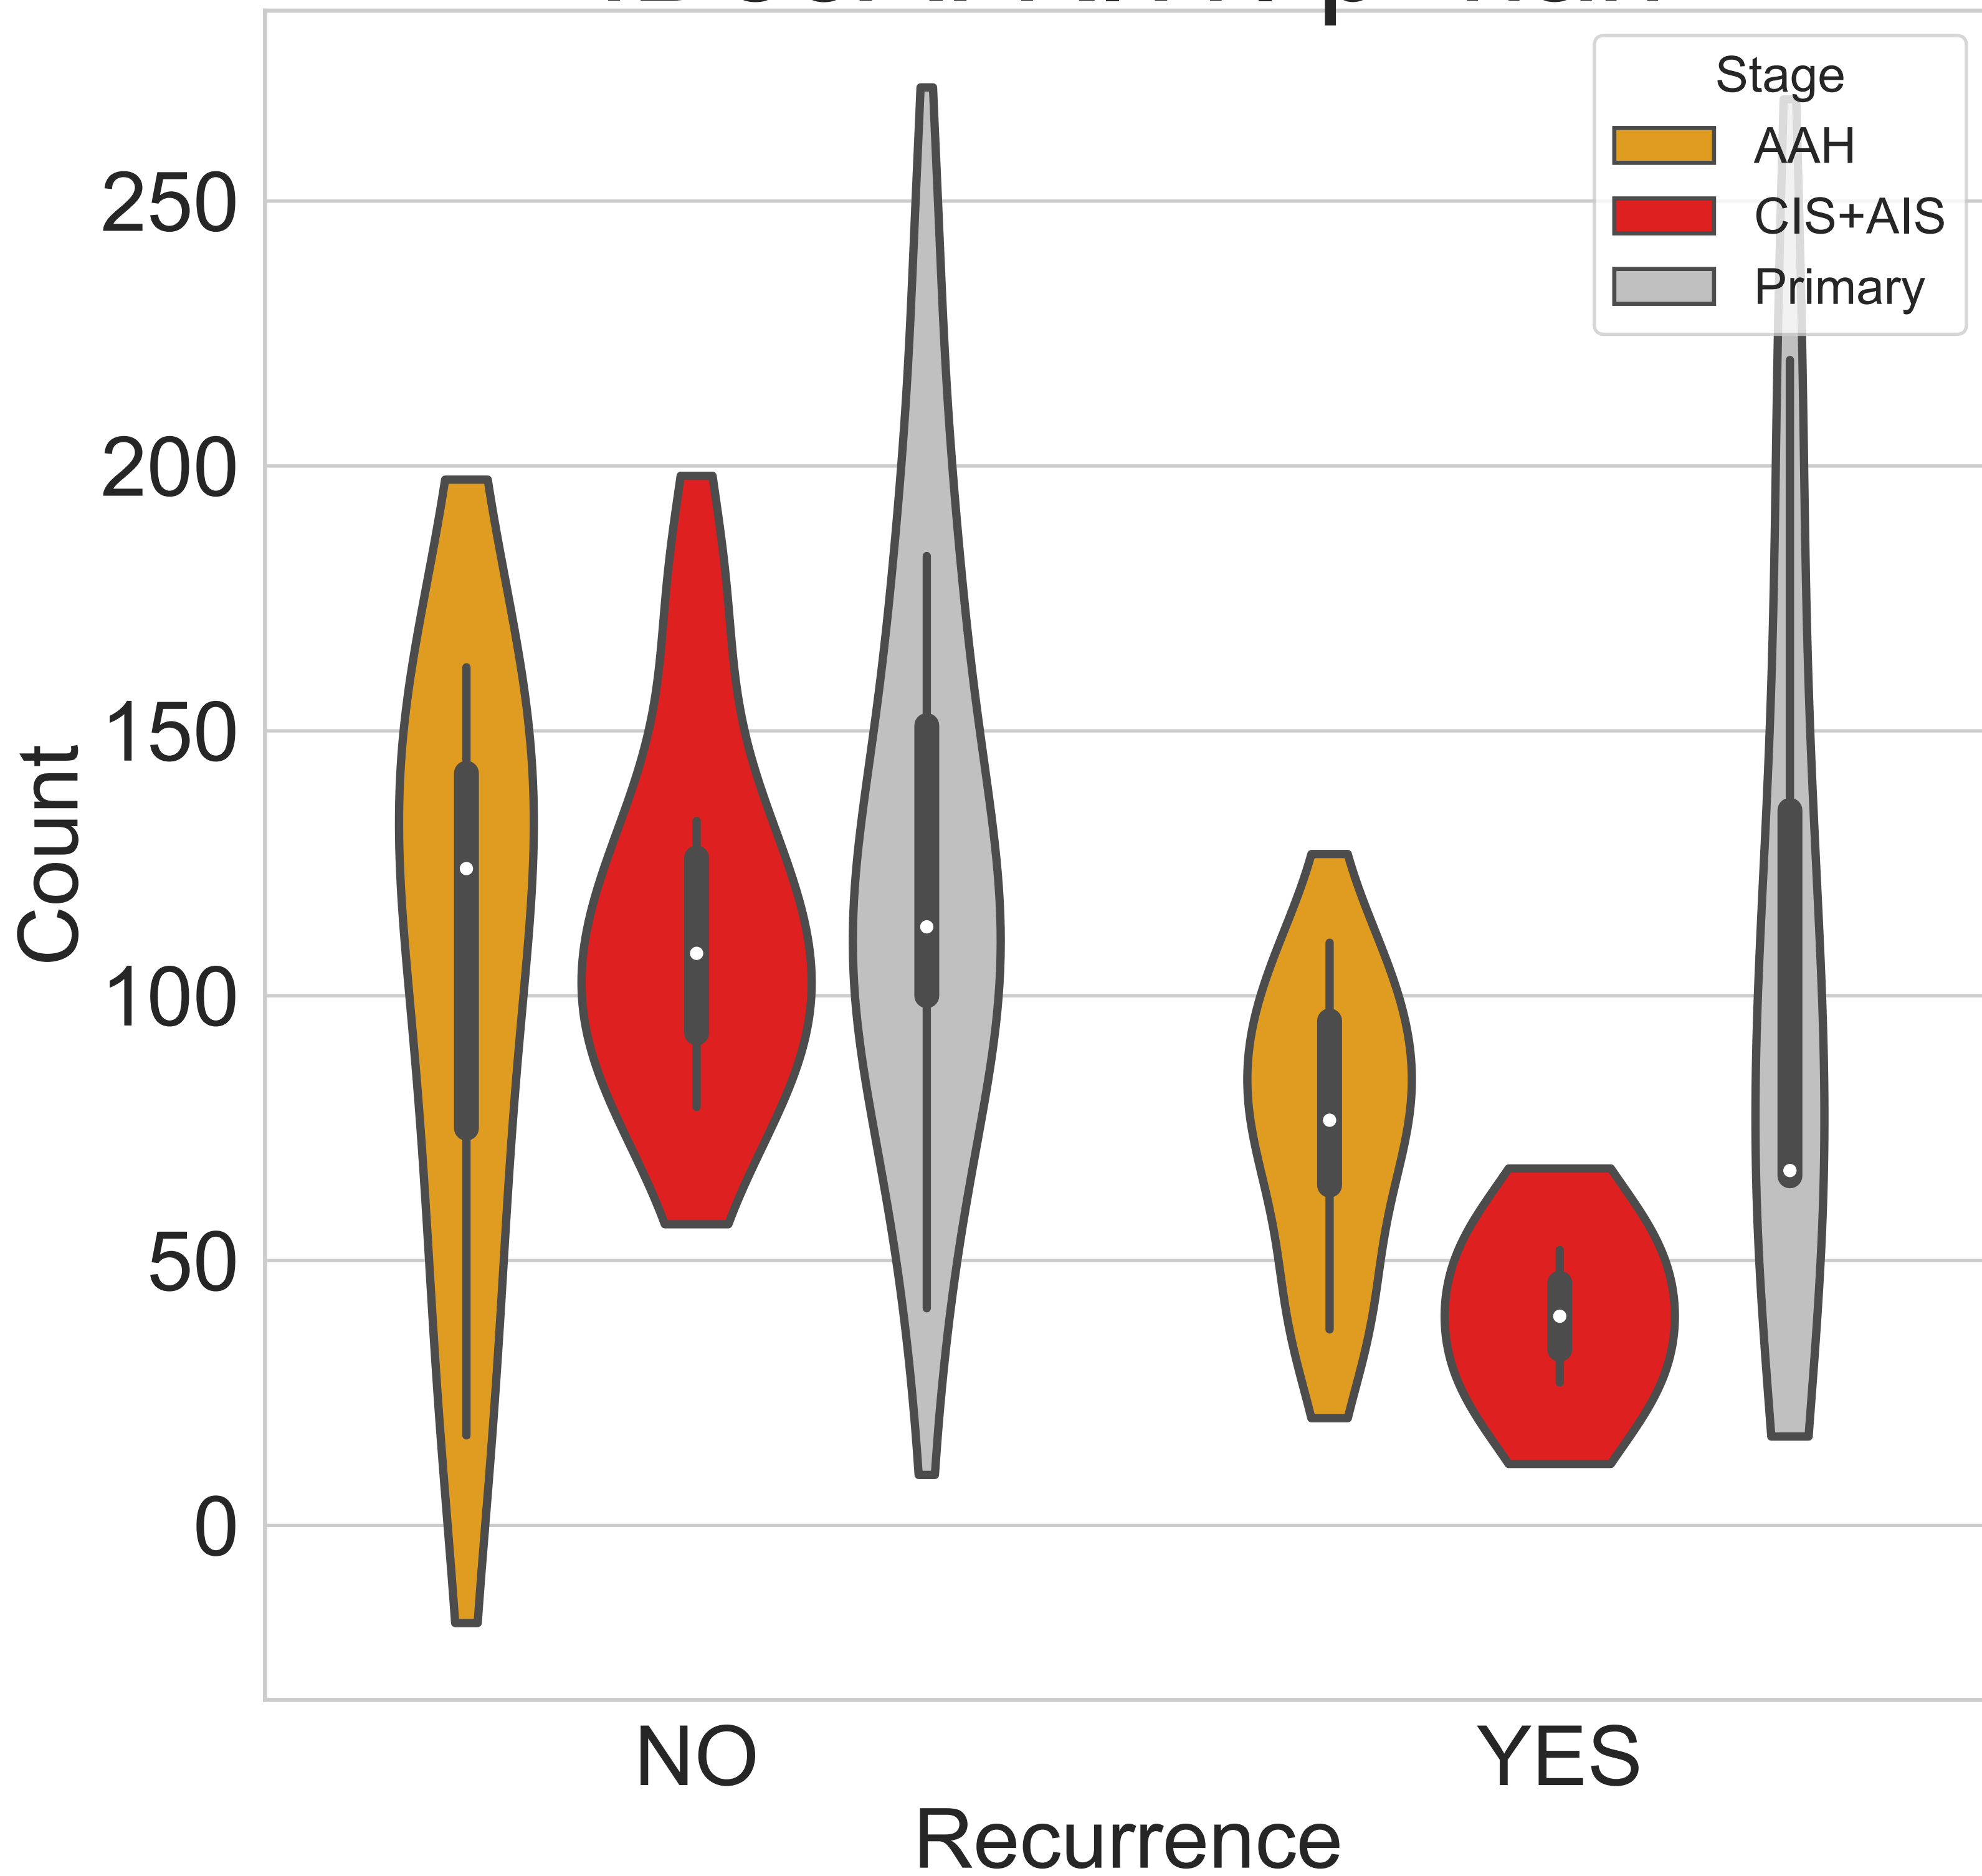 Stage
AAH
CIS+AIS
Primary
250
200
150
100
50
0
Count
NO
YES
Recurrence